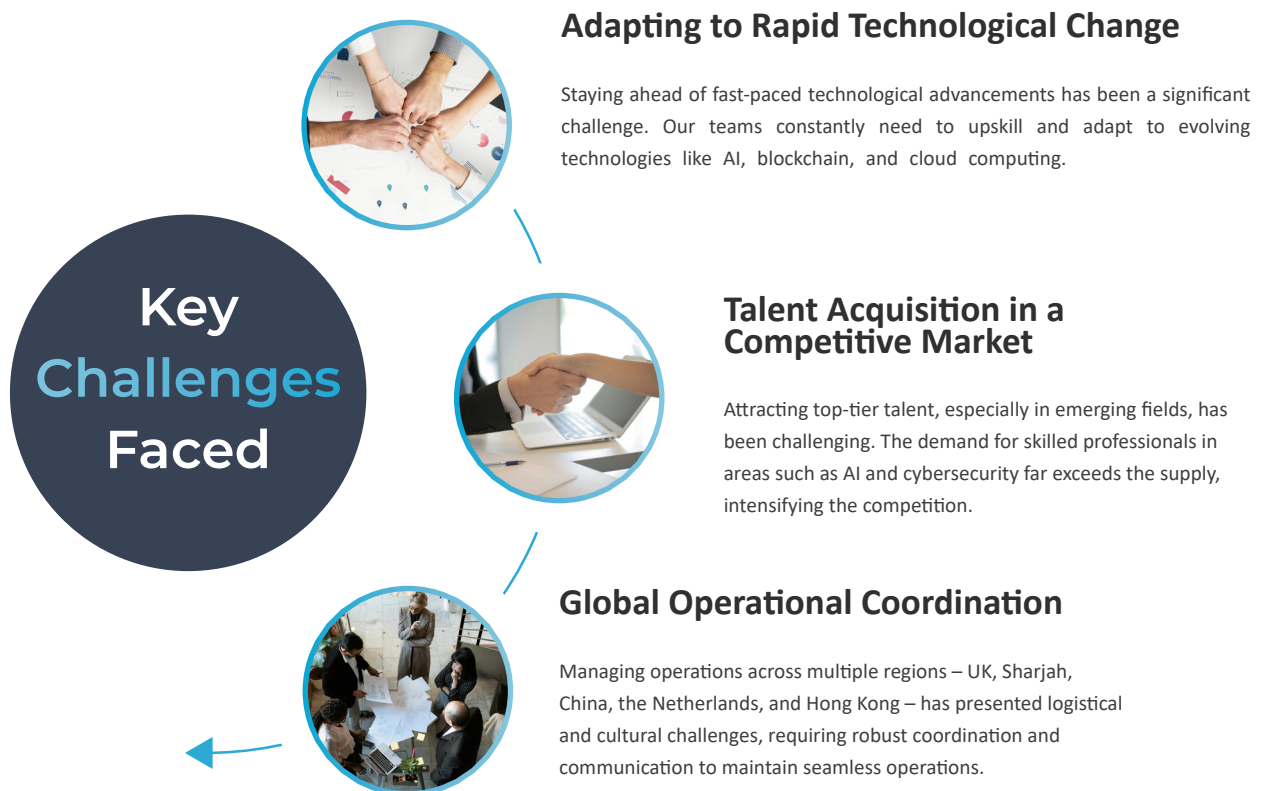 Key
Challenges
Faced
Adapting to Rapid Technological Change
Staying ahead of fast-paced technological advancements has been a significant
challenge. Our teams constantly need to upskill and adapt to evolving
technologies like AI, blockchain, and cloud computing.
Talent Acquisition in a
Competitive Market
Attracting top-tier talent, especially in emerging fields, has
been challenging. The demand for skilled professionals in
areas such as AI and cybersecurity far exceeds the supply,
intensifying the competition.
Global Operational Coordination
Managing operations across multiple regions – UK, Sharjah,
China, the Netherlands, and Hong Kong – has presented logistical
and cultural challenges, requiring robust coordination and
communication to maintain seamless operations.